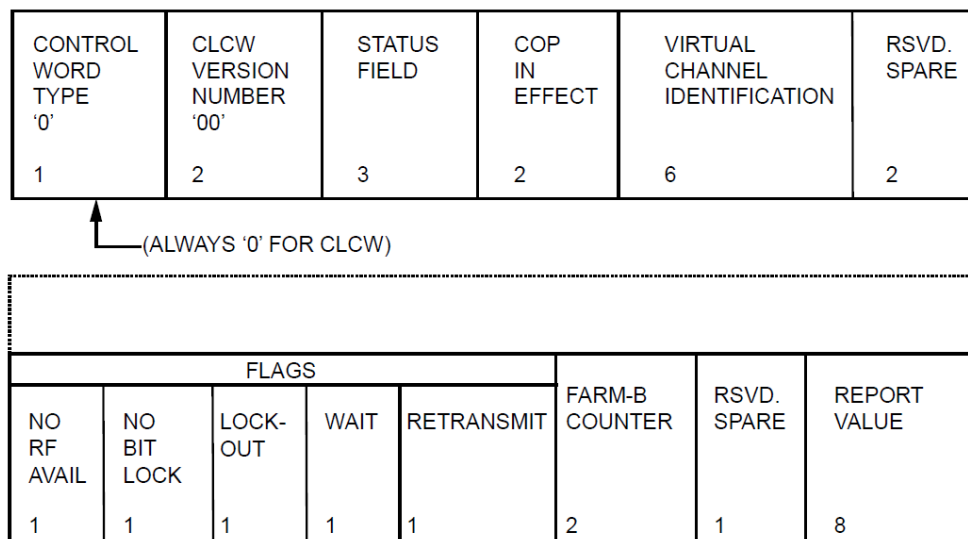 CONTROL
WORD
TYPE
‘0’
1
CLCW
VERSION
NUMBER
‘00’
2
STATUS
FIELD
3
COP
IN
EFFECT
2
VIRTUAL
CHANNEL
IDENTIFICATION
6
RSVD.
SPARE
2
(ALWAYS ‘0’ FOR CLCW)
FLAGS
NO
RF
AVAIL
1
NO
BIT
LOCK
1
LOCK-
OUT
1
WAIT
1
RETRANSMIT
1
FARM-B
COUNTER
2
RSVD.
SPARE
1
REPORT
VALUE
8